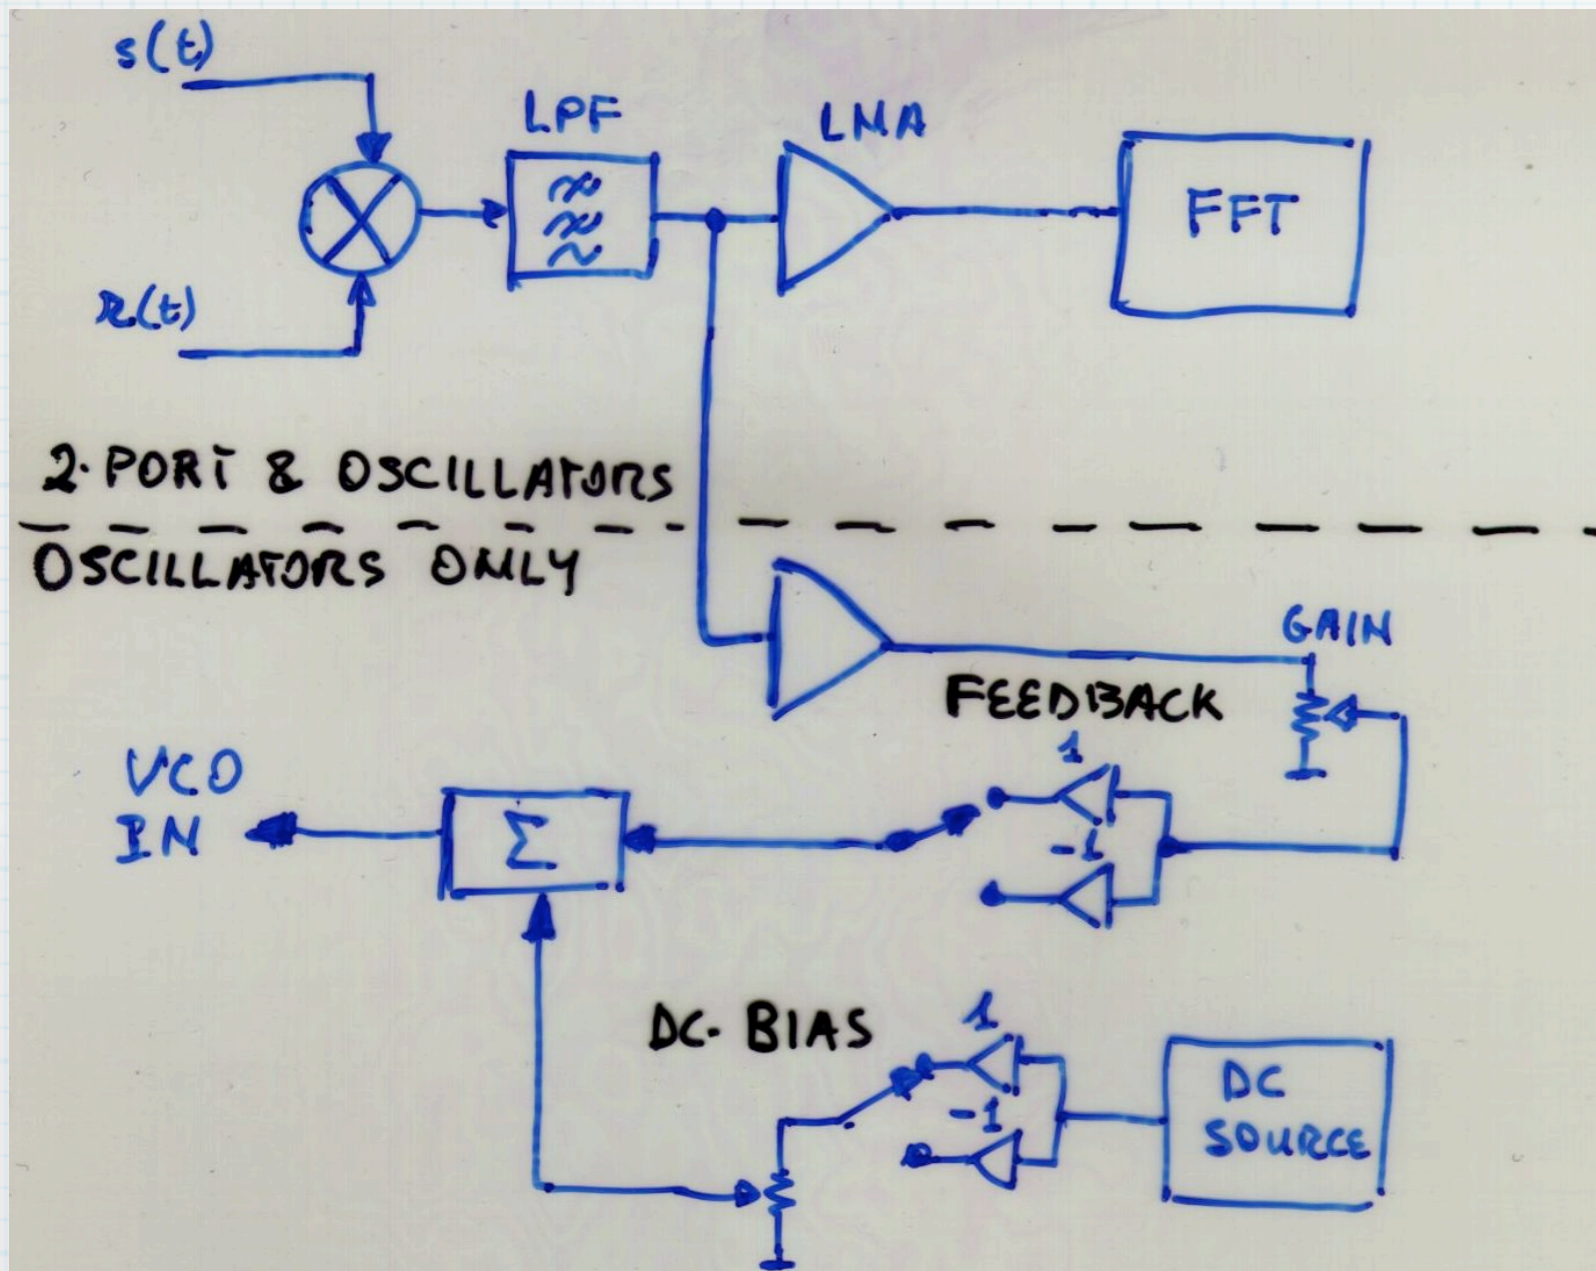 s(t)
LPF
LNA
FFT
r(t)
2-PORT & OSCILLATORS
OSCILLATORS ONLY
GAIN
FEEDBACK
1
VCO
IN
Σ
-1
DC-BIAS
1
DC
SOURCE
-1